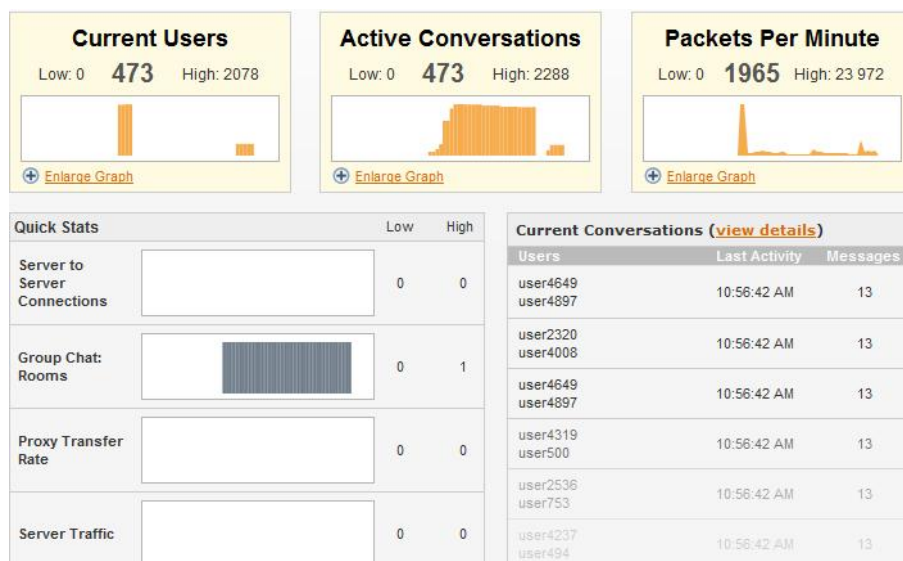 Current Users
Low: 0 473 High: 2078
Enlarge Graph
Active Conversations
Low: 0 473 High: 2288
Enlarge Graph
Packets Per Minute
Low: 0 1965 High: 23 972
Enlarge Graph
Quick Stats Low High
Server to
Server
Connections
0 0
Group Chat:
Rooms
0 1
Proxy Transfer
Rate
0 0
Server Traffic 0 0
Current Conversations (view details)
Users Last Activity Messages
user4649
user4897
10:56:42 AM 13
user2320
user4008
10:56:42 AM 13
user4649
user4897
10:56:42 AM 13
user4319
user500
10:56:42 AM 13
user2536
user753
10:56:42 AM 13
user4237
user494
10:56:42 AM 13